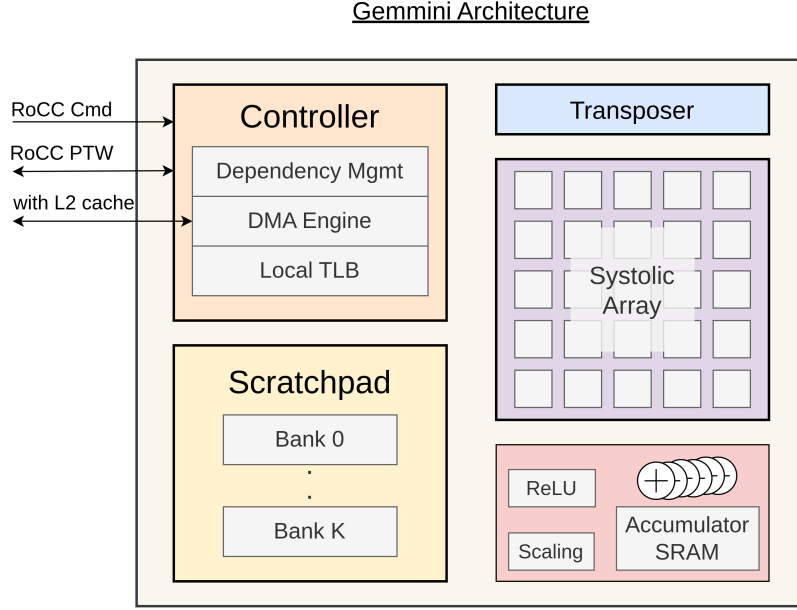 Gemmini Architecture
RoCC Cmd
RoCC PTW
with L2 cache
Controller
Dependency Mgmt
DMA Engine
Local TLB
Scratchpad
Bank 0
.
.
Bank K
Transposer
Systolic
Array
ReLU
Scaling
Accumulator
SRAM